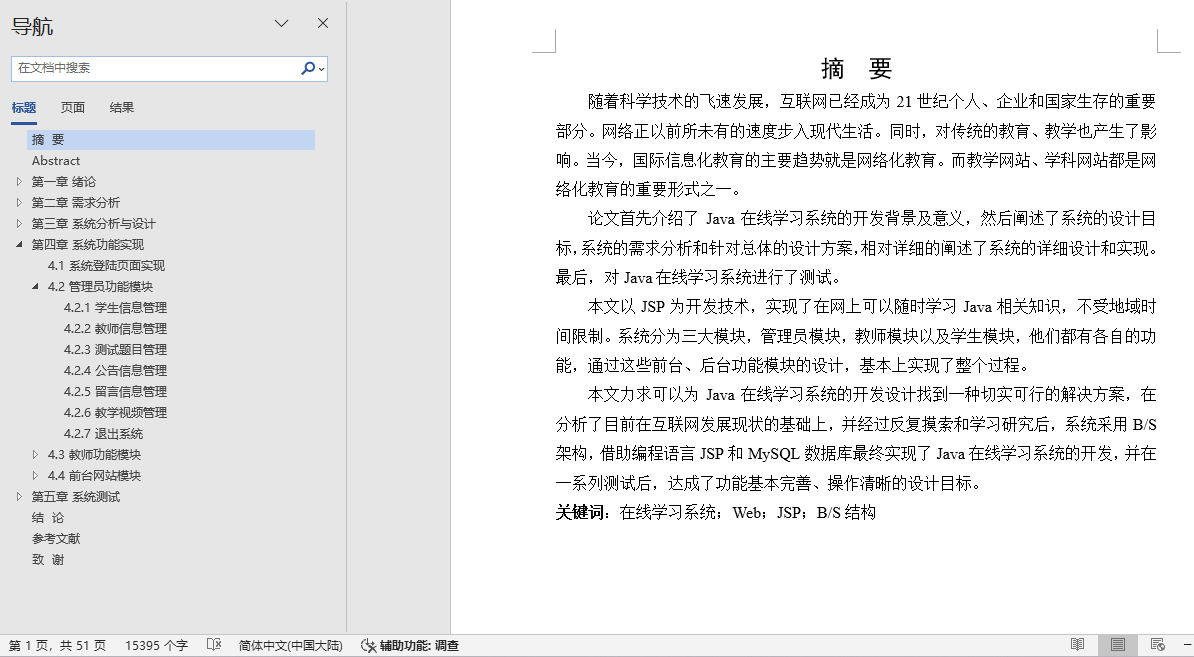 导航
在文档中搜索
标题 页面 结果
摘 要
Abstract
第一章 绪论
第二章 需求分析
第三章 系统分析与设计
第四章 系统功能实现
4.1 系统登陆页面实现
4.2 管理员功能模块
4.2.1 学生信息管理
4.2.2 教师信息管理
4.2.3 测试题目管理
4.2.4 公告信息管理
4.2.5 留言信息管理
4.2.6 教学视频管理
4.2.7 退出系统
4.3 教师功能模块
4.4 前台网站模块
第五章 系统测试
结 论
参考文献
致 谢
摘 要
随着科学技术的飞速发展，互联网已经成为 21 世纪个人、企业和国家生存的重要
部分。网络正以前所未有的速度步入现代生活。同时，对传统的教育、教学也产生了影
响。当今，国际信息化教育的主要趋势就是网络化教育。而教学网站、学科网站都是网
络化教育的重要形式之一。
论文首先介绍了 Java 在线学习系统的开发背景及意义，然后阐述了系统的设计目
标，系统的需求分析和针对总体的设计方案，相对详细的阐述了系统的详细设计和实现。
最后，对 Java 在线学习系统进行了测试。
本文以 JSP 为开发技术，实现了在网上可以随时学习 Java 相关知识，不受地域时
间限制。系统分为三大模块，管理员模块，教师模块以及学生模块，他们都有各自的功
能，通过这些前台、后台功能模块的设计，基本上实现了整个过程。
本文力求可以为 Java 在线学习系统的开发设计找到一种切实可行的解决方案，在
分析了目前在互联网发展现状的基础上，并经过反复摸索和学习研究后，系统采用 B/S
架构，借助编程语言 JSP 和 MySQL 数据库最终实现了 Java 在线学习系统的开发，并在
一系列测试后，达成了功能基本完善、操作清晰的设计目标。
关键词：在线学习系统；Web；JSP；B/S 结构
第 1 页，共 51 页 15395 个字 简体中文(中国大陆) 辅助功能: 调查